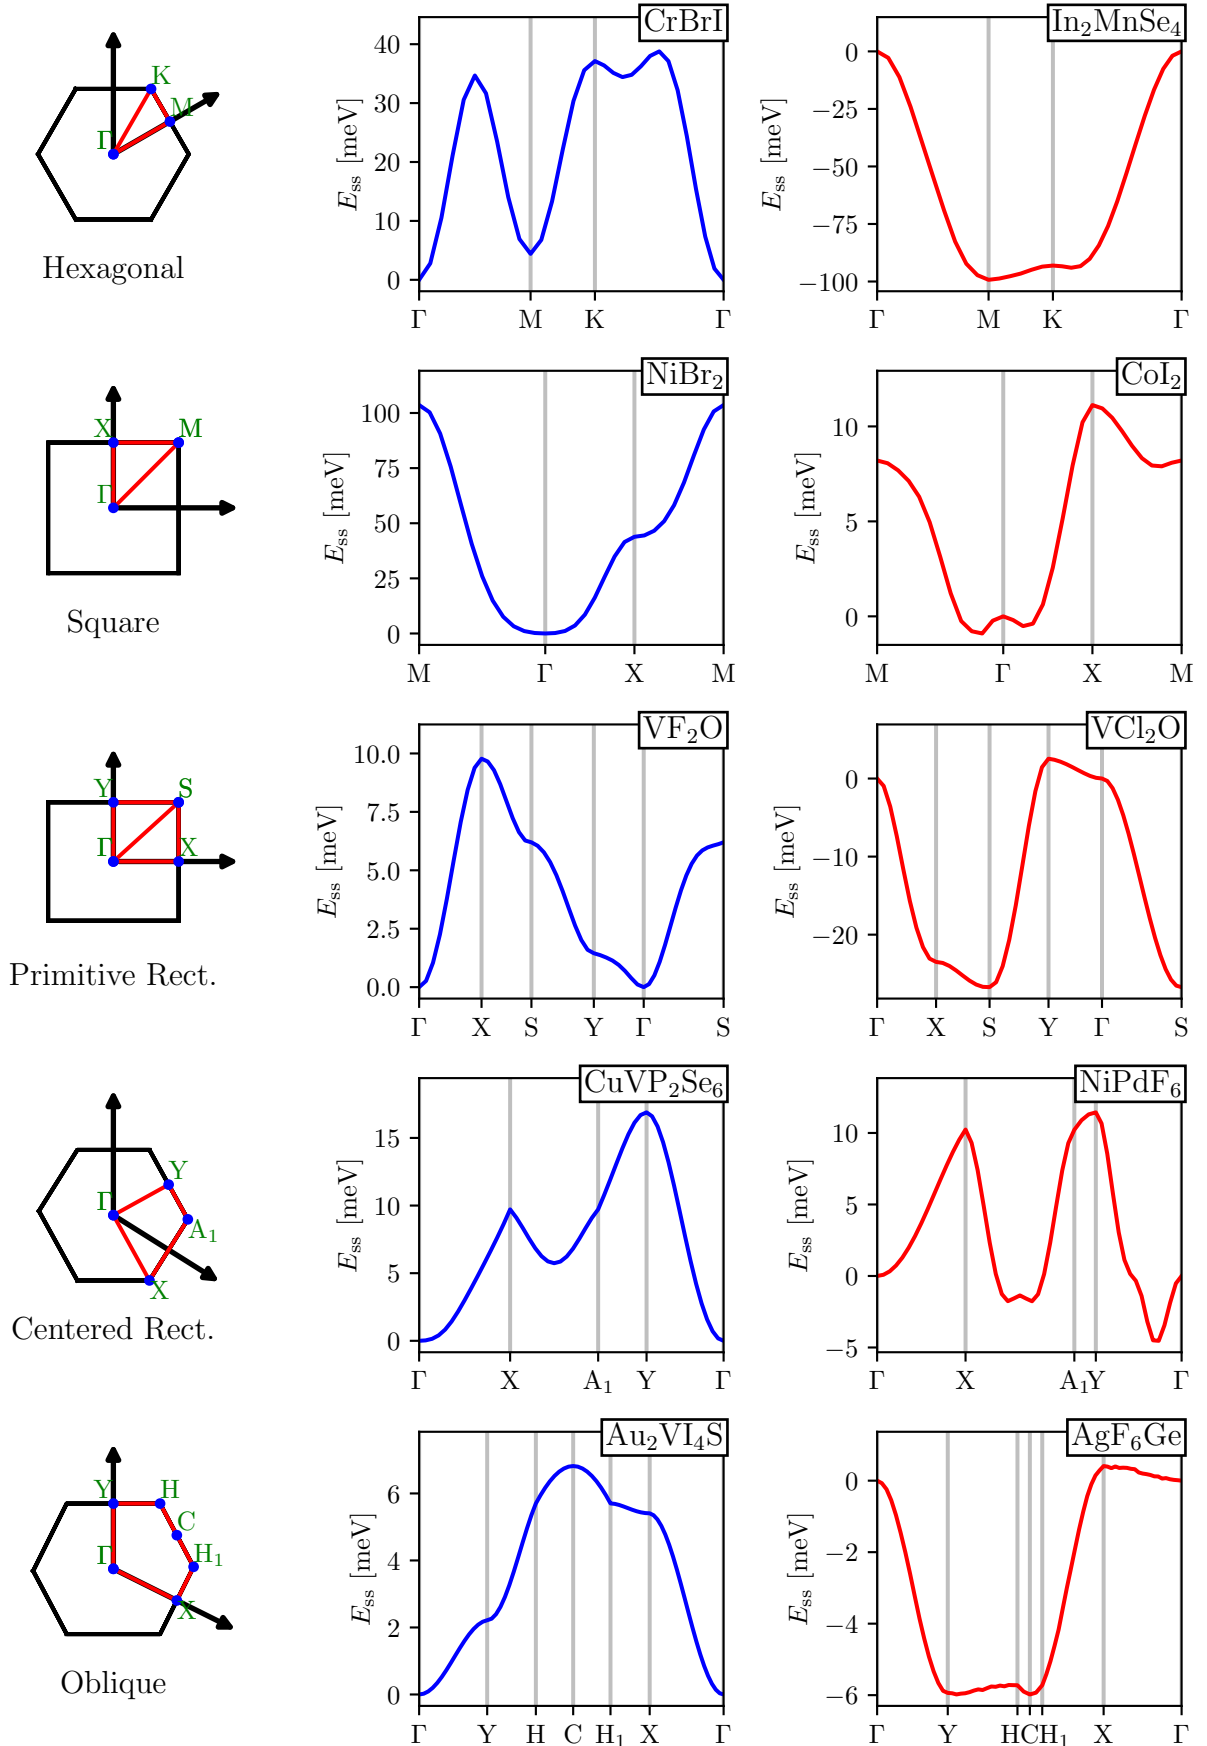 K
M
Γ
Hexagonal
CrBrI
E_ss [meV]
40
30
20
10
0
Γ M K Γ
In₂MnSe₄
E_ss [meV]
0
−25
−50
−75
−100
Γ M K Γ
X M
Γ
Square
NiBr₂
E_ss [meV]
100
75
50
25
0
M Γ X M
CoI₂
E_ss [meV]
10
5
0
M Γ X M
Y S
Γ X
Primitive Rect.
VF₂O
E_ss [meV]
10.0
7.5
5.0
2.5
0.0
Γ X S Y Γ S
VCl₂O
E_ss [meV]
0
−10
−20
Γ X S Y Γ S
Y
Γ
A₁
X
Centered Rect.
CuVP₂Se₆
E_ss [meV]
15
10
5
0
Γ X A₁ Y Γ
NiPdF₆
E_ss [meV]
10
5
0
−5
Γ X A₁ Y Γ
Y H
C
Γ H₁
X
Oblique
Au₂VI₄S
E_ss [meV]
6
4
2
0
Γ Y H C H₁ X Γ
AgF₆Ge
E_ss [meV]
0
−2
−4
−6
Γ Y H C H₁ X Γ